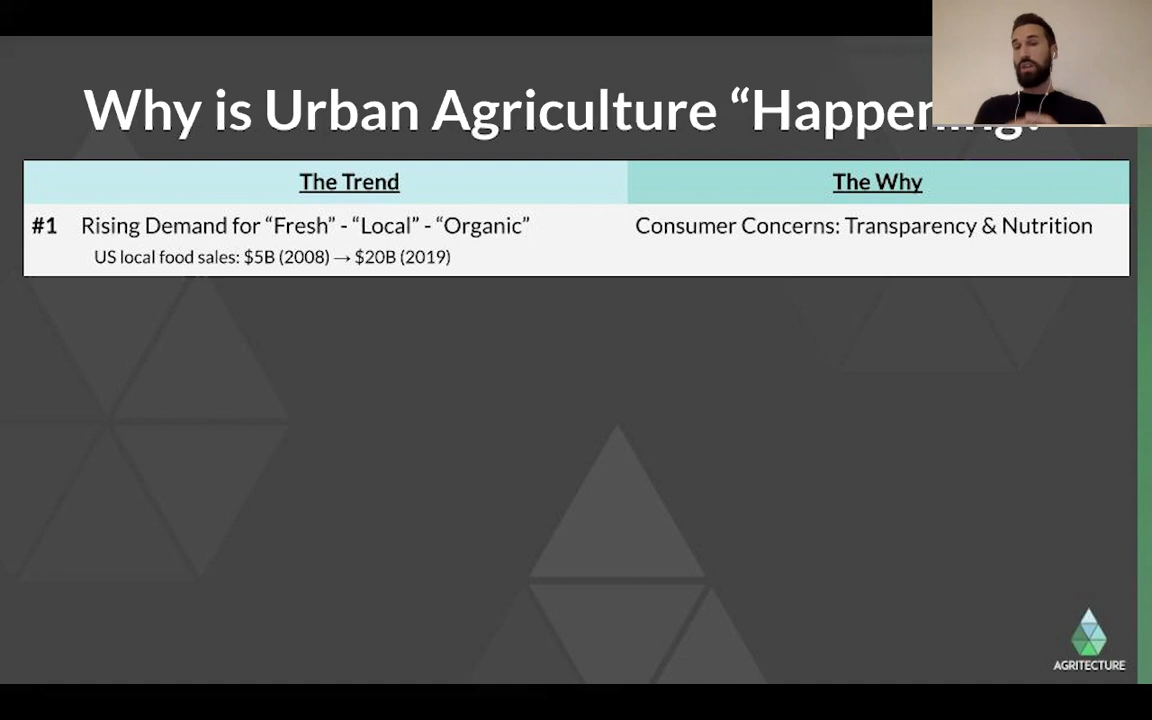 Why is Urban Agriculture “Happen
The Trend
The Why
#1 Rising Demand for “Fresh” - “Local” - “Organic”
Consumer Concerns: Transparency & Nutrition
US local food sales: $5B (2008) → $20B (2019)
AGRITECTURE